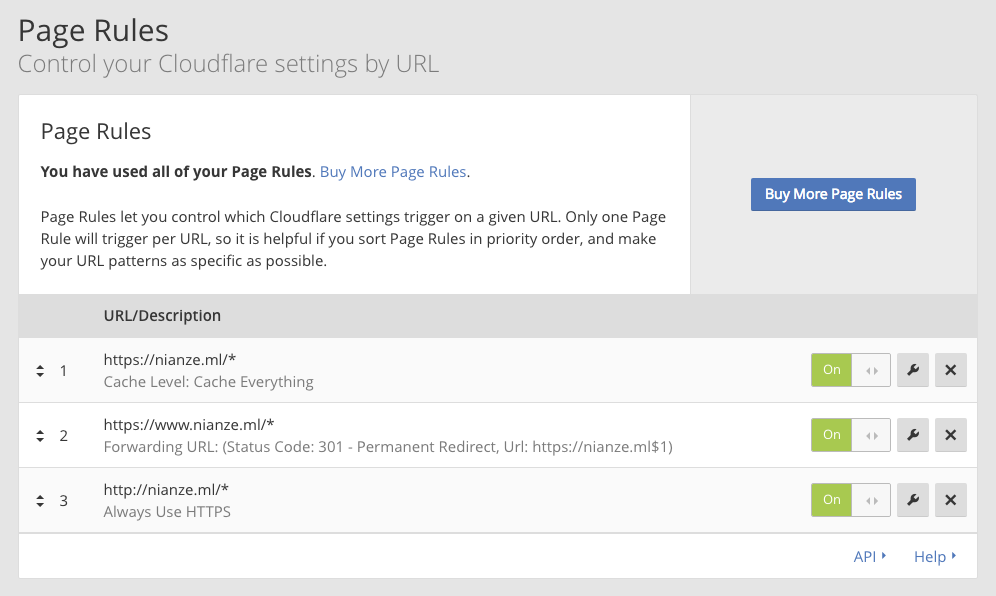 Page Rules
Control your Cloudflare settings by URL
Page Rules
You have used all of your Page Rules. Buy More Page Rules.
Buy More Page Rules
Page Rules let you control which Cloudflare settings trigger on a given URL. Only one Page
Rule will trigger per URL, so it is helpful if you sort Page Rules in priority order, and make
your URL patterns as specific as possible.
URL/Description
1 https://nianze.ml/* On
Cache Level: Cache Everything
2 https://www.nianze.ml/* On
Forwarding URL: (Status Code: 301 - Permanent Redirect, Url: https://nianze.ml$1)
3 http://nianze.ml/* On
Always Use HTTPS
API Help